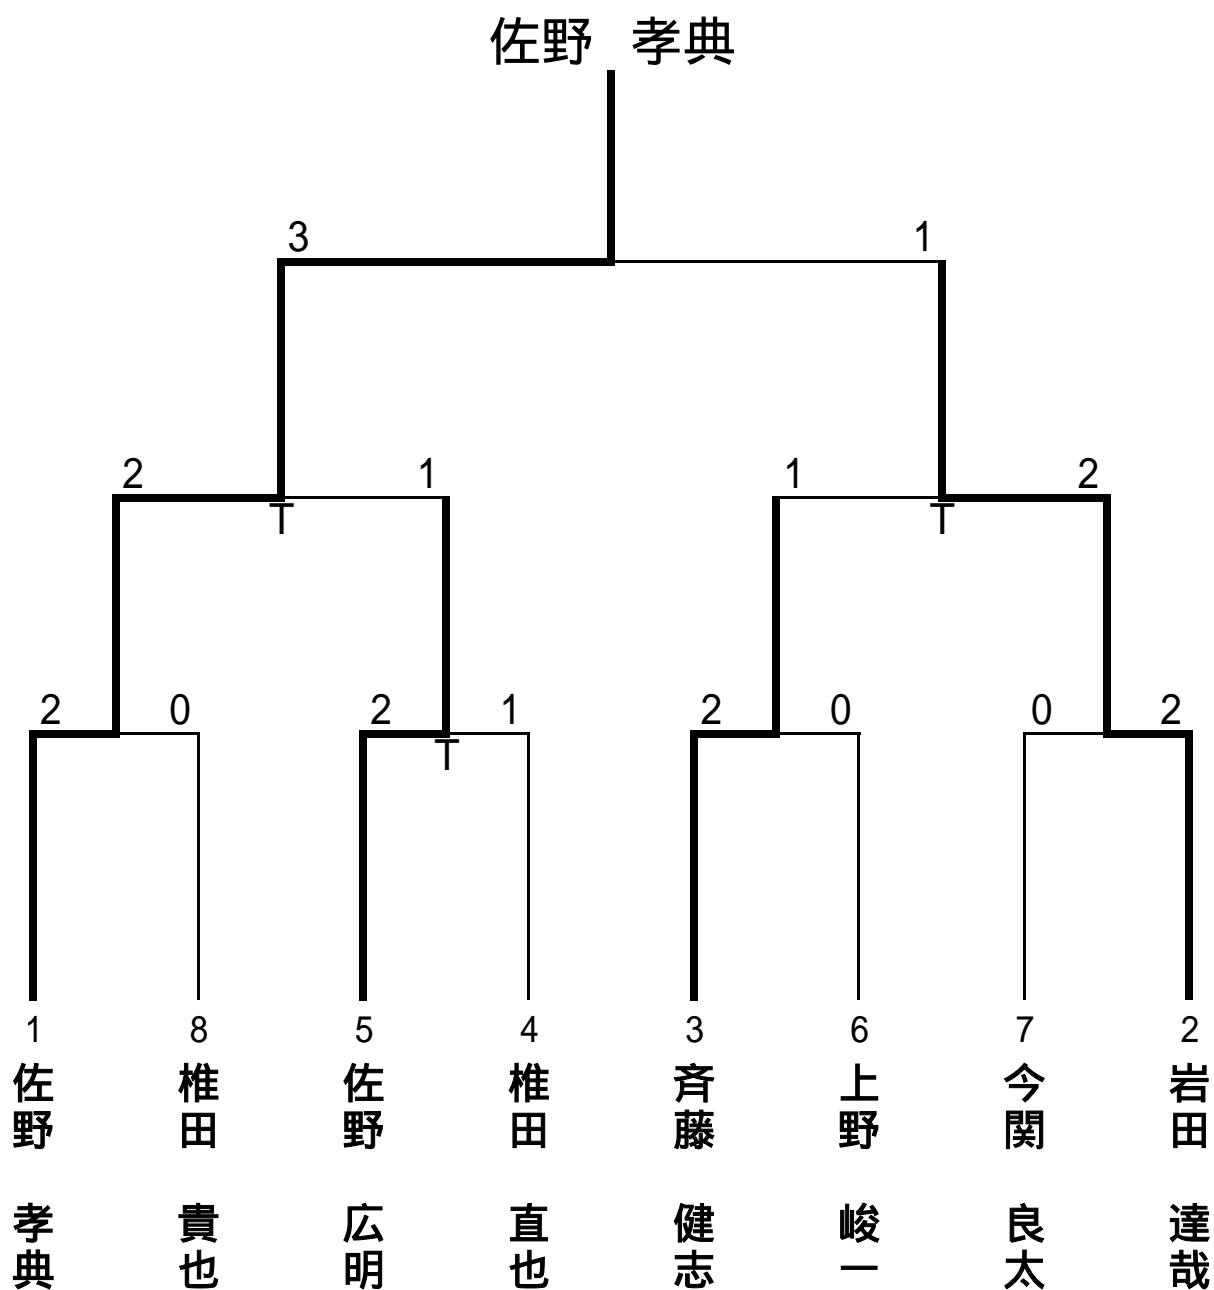 佐野 孝典
3 1
2 1 1 2
T T
2 0 2 1 2 0 0 2
T
1 8 5 4 3 6 7 2
佐野 孝典
椎田 貴也
佐野 広明
椎田 直也
斉藤 健志
上野 峻一
今関 良太
岩田 達哉